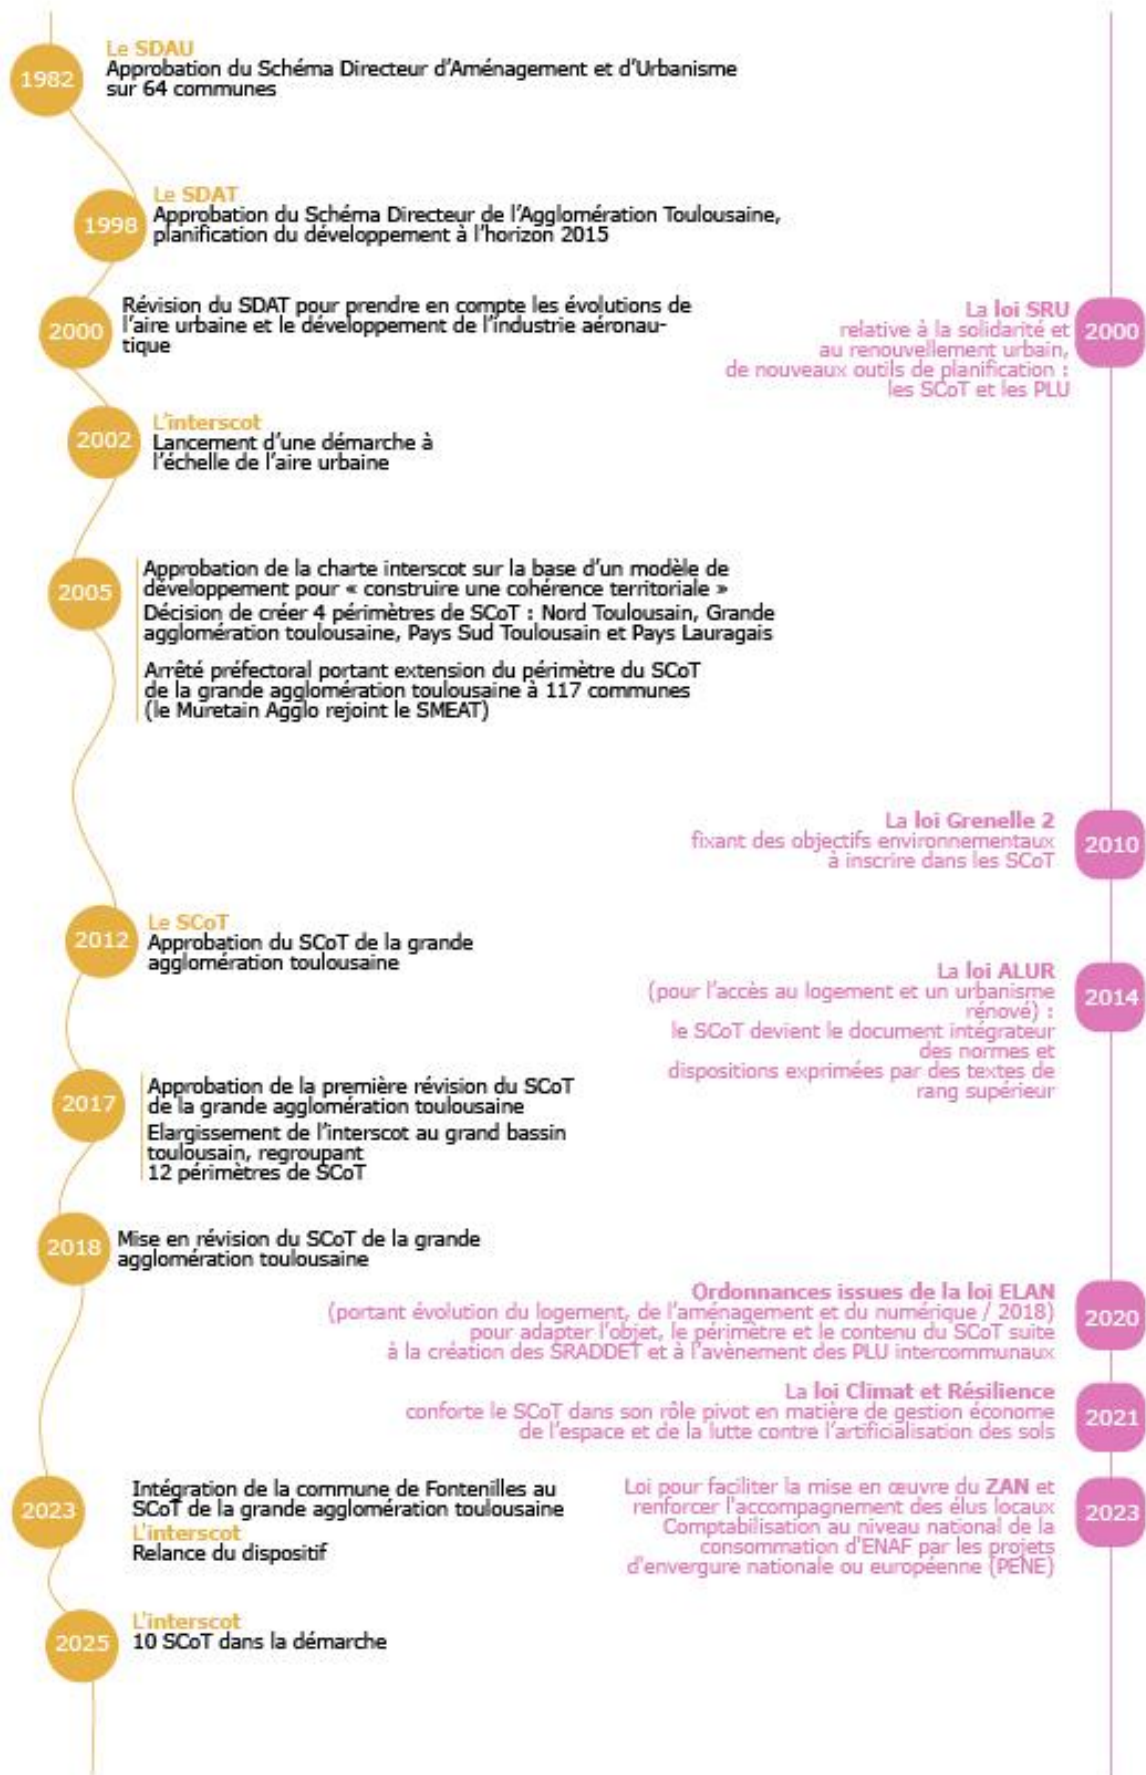 1982
Le SDAU
Approbation du Schéma Directeur d'Aménagement et d'Urbanisme
sur 64 communes
1998
Le SDAT
Approbation du Schéma Directeur de l'Agglomération Toulousaine,
planification du développement à l'horizon 2015
2000
Révision du SDAT pour prendre en compte les évolutions de
l'aire urbaine et le développement de l'industrie aéronau-
tique
La loi SRU
relative à la solidarité et
au renouvellement urbain,
de nouveaux outils de planification :
les SCoT et les PLU
2000
2002
L'interscot
Lancement d'une démarche à
l'échelle de l'aire urbaine
2005
Approbation de la charte interscot sur la base d'un modèle de
développement pour « construire une cohérence territoriale »
Décision de créer 4 périmètres de SCoT : Nord Toulousain, Grande
agglomération toulousaine, Pays Sud Toulousain et Pays Lauragais
Arrêté préfectoral portant extension du périmètre du SCoT
de la grande agglomération toulousaine à 117 communes
(le Muretain Agglo rejoint le SMEAT)
La loi Grenelle 2
fixant des objectifs environnementaux
à inscrire dans les SCoT
2010
2012
Le SCoT
Approbation du SCoT de la grande
agglomération toulousaine
La loi ALUR
(pour l'accès au logement et un urbanisme
rénové) :
le SCoT devient le document intégrateur
des normes et
dispositions exprimées par des textes de
rang supérieur
2014
2017
Approbation de la première révision du SCoT
de la grande agglomération toulousaine
Elargissement de l'interscot au grand bassin
toulousain, regroupant
12 périmètres de SCoT
2018
Mise en révision du SCoT de la grande
agglomération toulousaine
Ordonnances issues de la loi ELAN
(portant évolution du logement, de l'aménagement et du numérique / 2018)
pour adapter l'objet, le périmètre et le contenu du SCoT suite
à la création des SRADDET et à l'avènement des PLU intercommunaux
2020
La loi Climat et Résilience
conforte le SCoT dans son rôle pivot en matière de gestion économe
de l'espace et de la lutte contre l'artificialisation des sols
2021
2023
Intégration de la commune de Fontenilles au
SCoT de la grande agglomération toulousaine
L'interscot
Relance du dispositif
Loi pour faciliter la mise en œuvre du ZAN et
renforcer l'accompagnement des élus locaux
Comptabilisation au niveau national de la
consommation d'ENAF par les projets
d'envergure nationale ou européenne (PENE)
2023
2025
L'interscot
10 SCoT dans la démarche